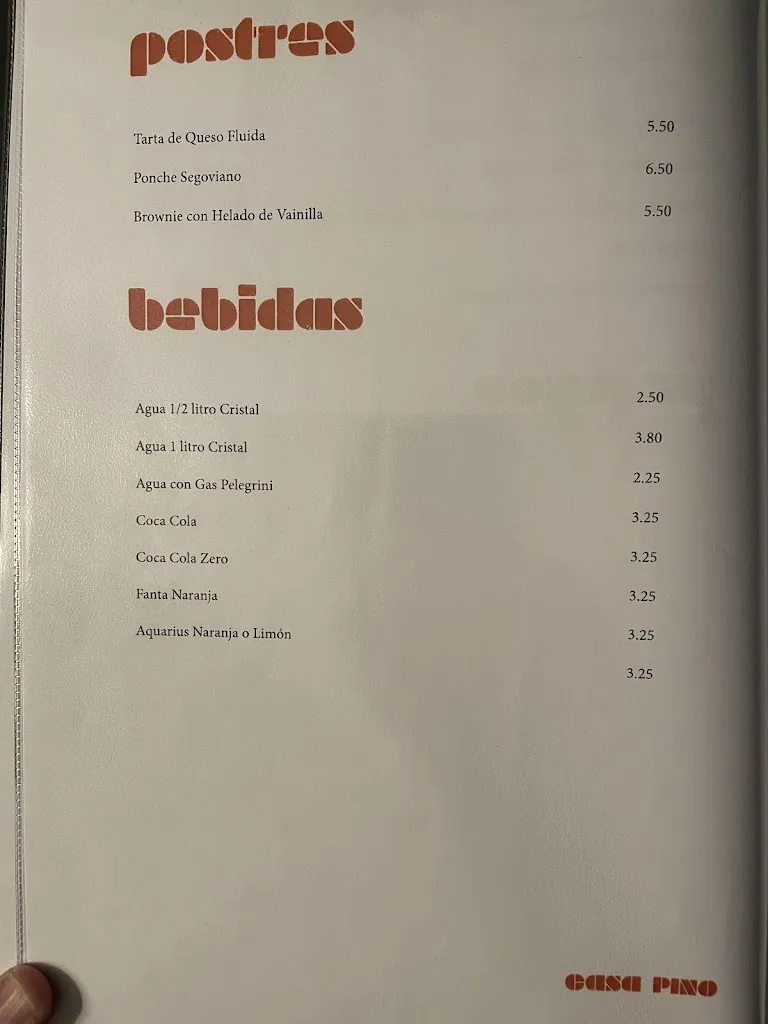 postres
Tarta de Queso Fluida 5.50
Ponche Segoviano 6.50
Brownie con Helado de Vainilla 5.50
bebidas
Agua 1/2 litro Cristal 2.50
Agua 1 litro Cristal 3.80
Agua con Gas Pelegrini 2.25
Coca Cola 3.25
Coca Cola Zero 3.25
Fanta Naranja 3.25
Aquarius Naranja o Limón 3.25
3.25
CASA PINO